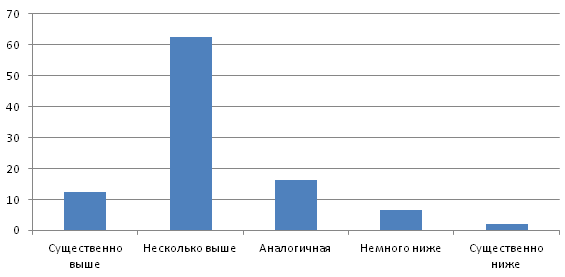 70
60
50
40
30
20
10
0
Существенно выше
Несколько выше
Аналогичная
Немного ниже
Существенно ниже